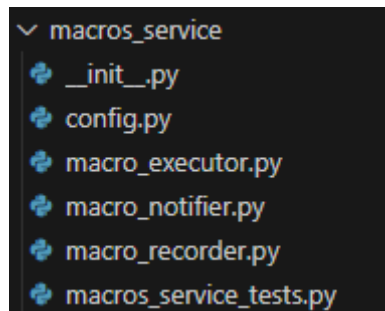 macros_service
__init__.py
config.py
macro_executor.py
macro_notifier.py
macro_recorder.py
macros_service_tests.py